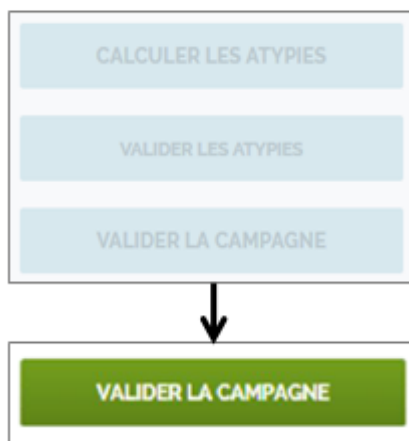 CALCULER LES ATYPIES
VALIDER LES ATYPIES
VALIDER LA CAMPAGNE
VALIDER LA CAMPAGNE